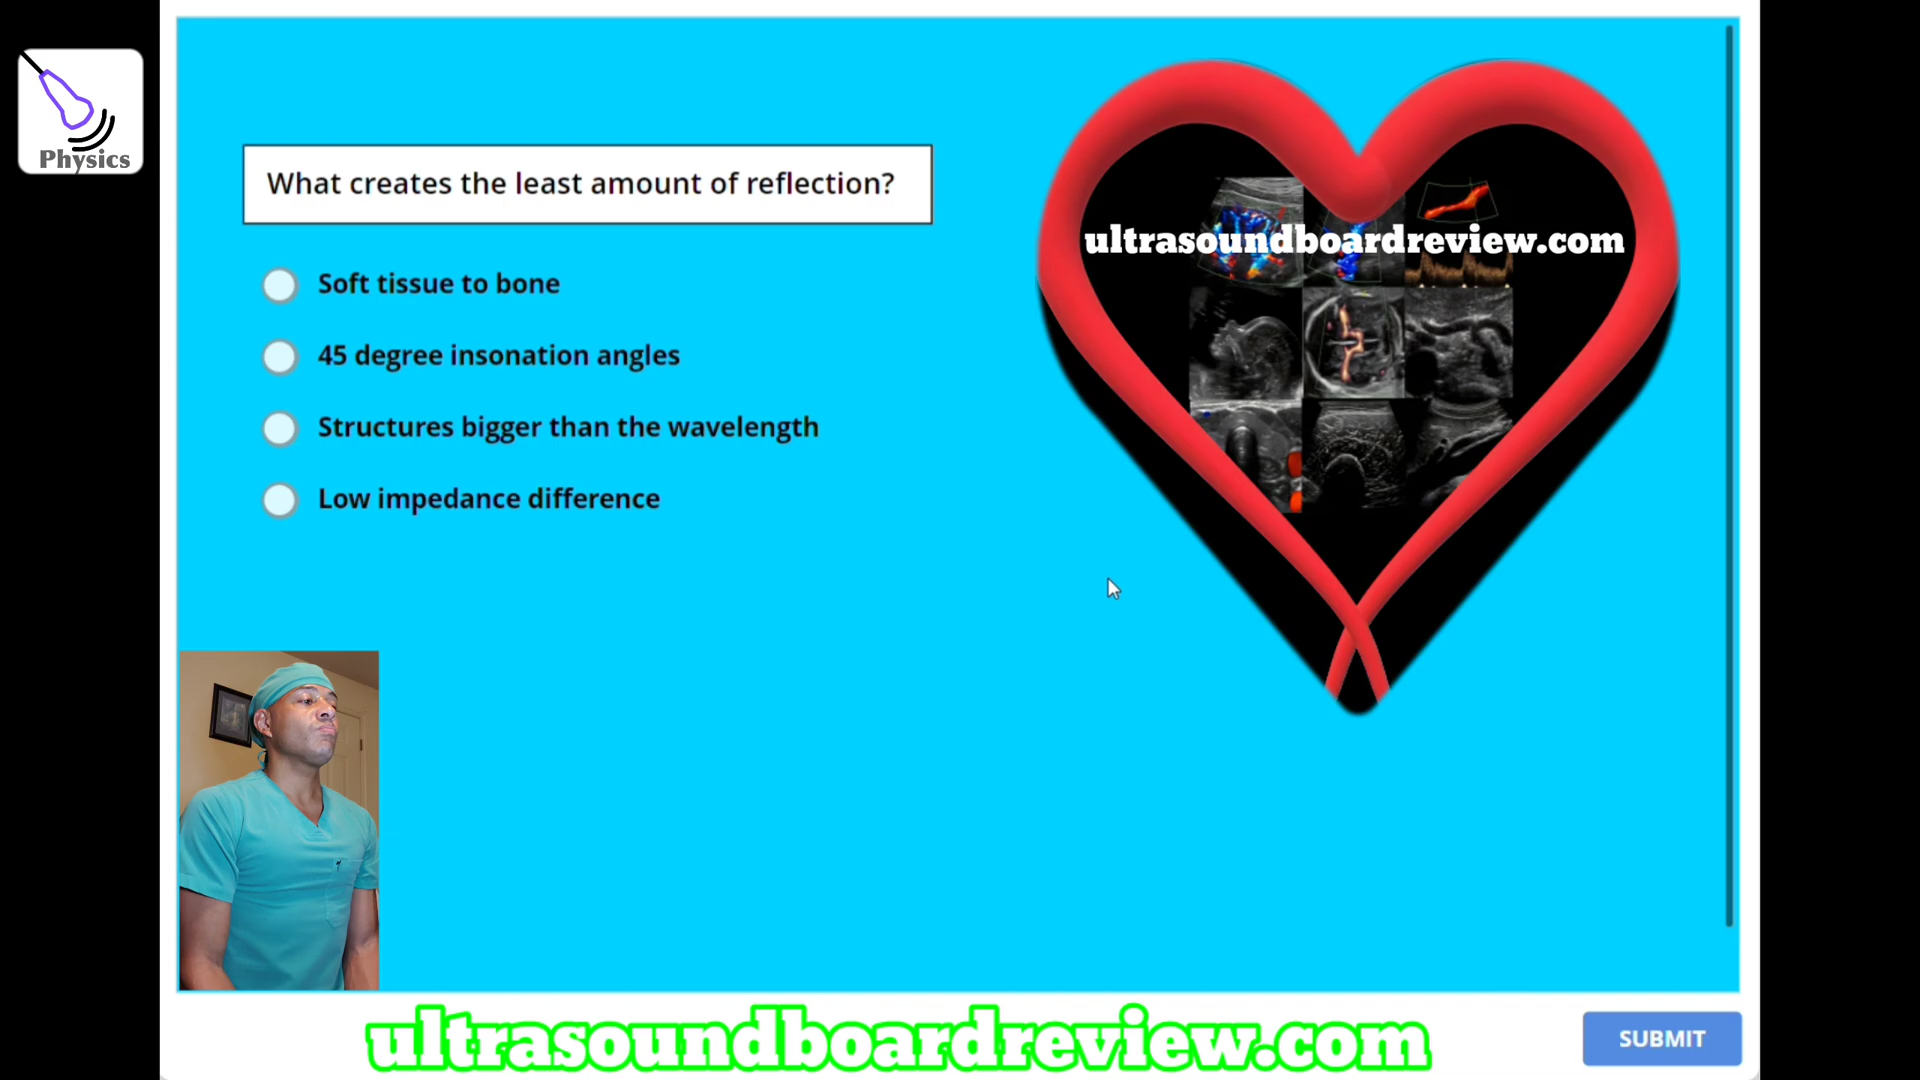 Physics
What creates the least amount of reflection?
Soft tissue to bone
45 degree insonation angles
Structures bigger than the wavelength
Low impedance difference
ultrasoundboardreview.com
ultrasoundboardreview.com
SUBMIT